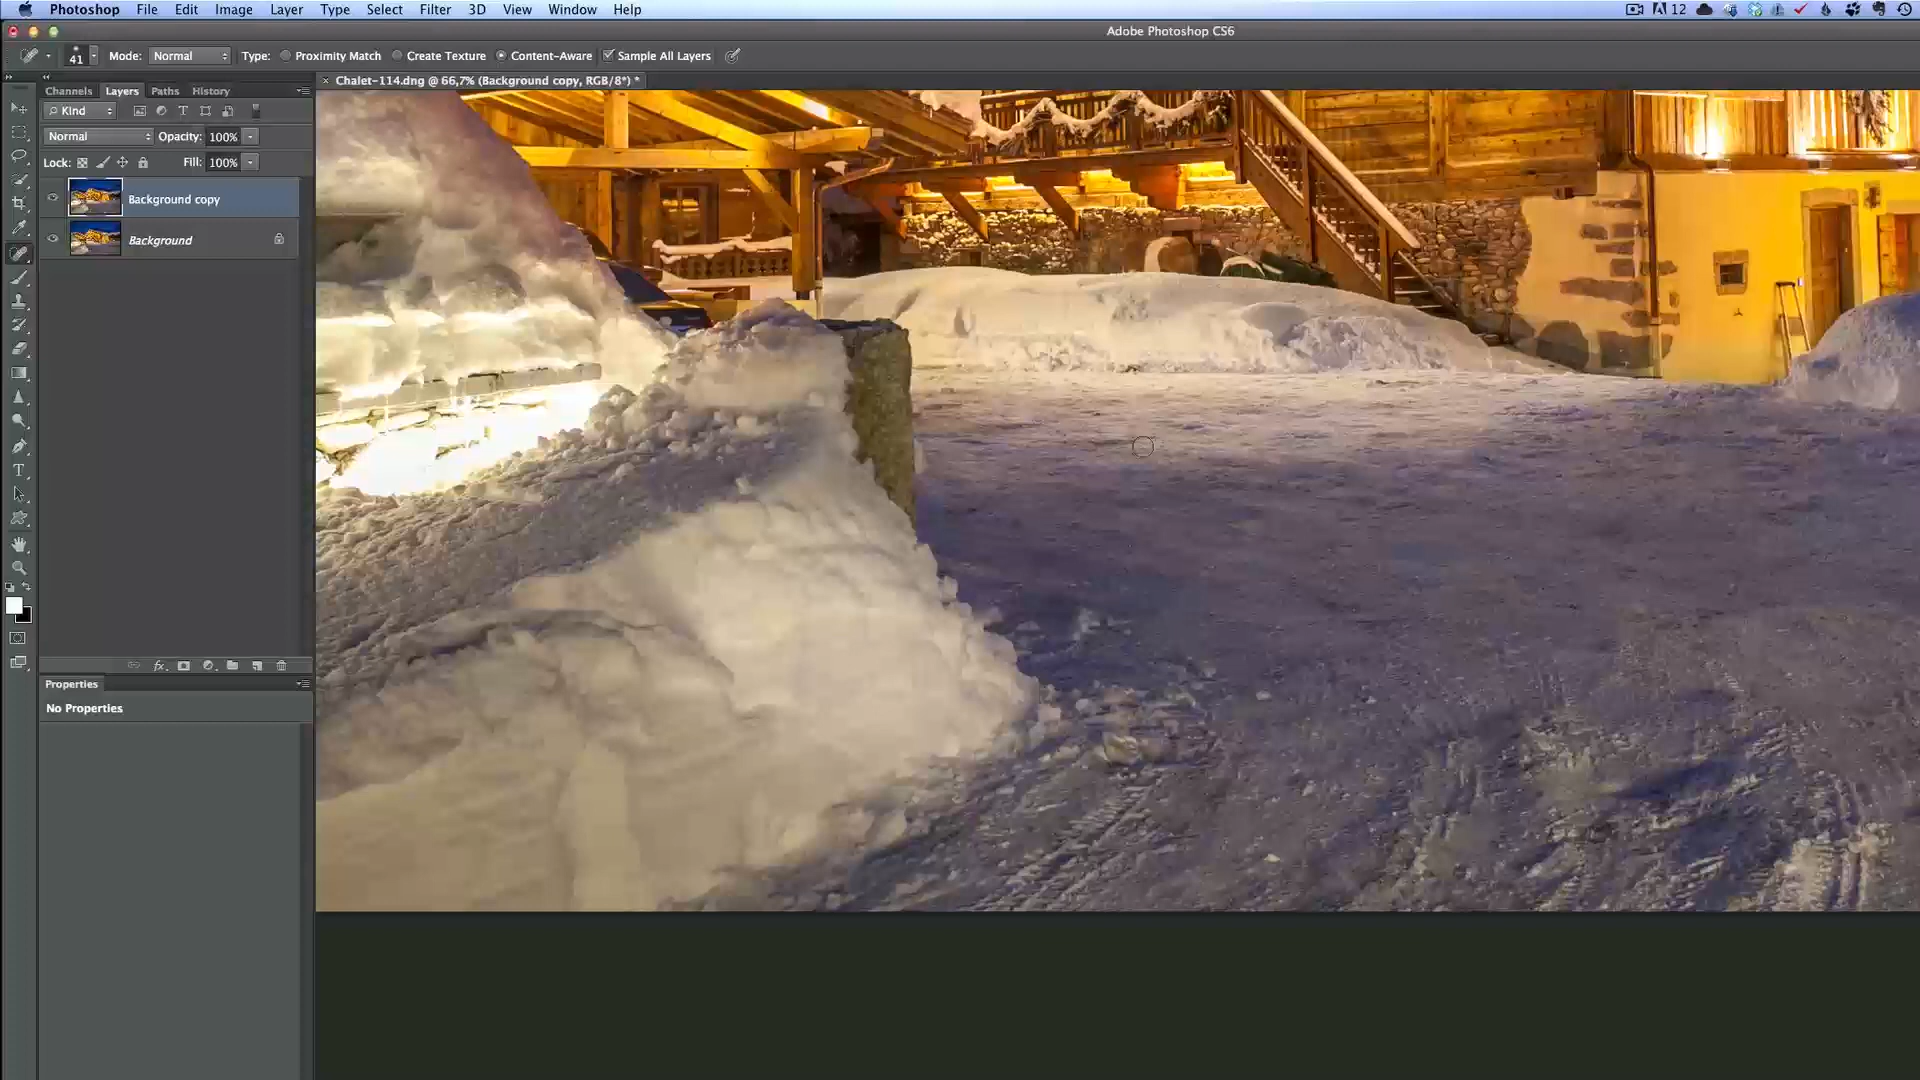 Photoshop File Edit Image Layer Type Select Filter 3D View Window Help 12
Adobe Photoshop CS6
41 Mode: Normal Type: Proximity Match Create Texture Content-Aware Sample All Layers
Chalet-114.dng @ 66,7% (Background copy, RGB/8*) *
Channels Layers Paths History
Kind
Normal Opacity: 100%
Lock: Fill: 100%
Background copy
Background
fx
Properties
No Properties